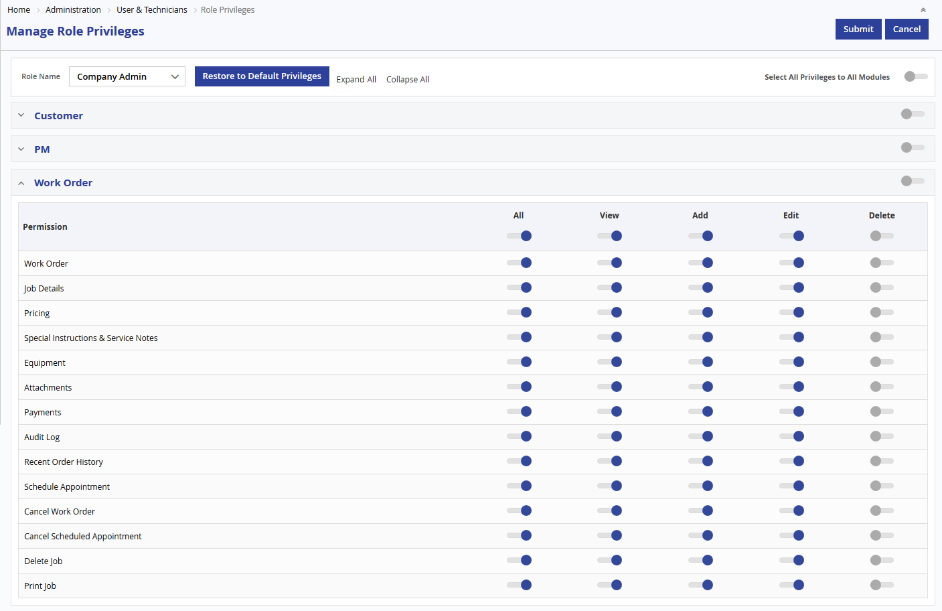 Home > Administration > User & Technicians > Role Privileges
Manage Role Privileges
Submit
Cancel
Role Name
Company Admin
Restore to Default Privileges
Expand All
Collapse All
Select All Privileges to All Modules
Customer
PM
Work Order
Permission
All
View
Add
Edit
Delete
Work Order
Job Details
Pricing
Special Instructions & Service Notes
Equipment
Attachments
Payments
Audit Log
Recent Order History
Schedule Appointment
Cancel Work Order
Cancel Scheduled Appointment
Delete Job
Print Job